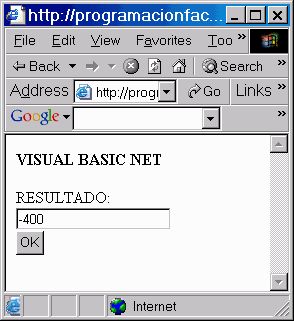 http://programacionfac...
File Edit View Favorites Too »
Back » Search »
Address http://progr Go Links »
Google »
VISUAL BASIC NET
RESULTADO:
-400
OK
Internet